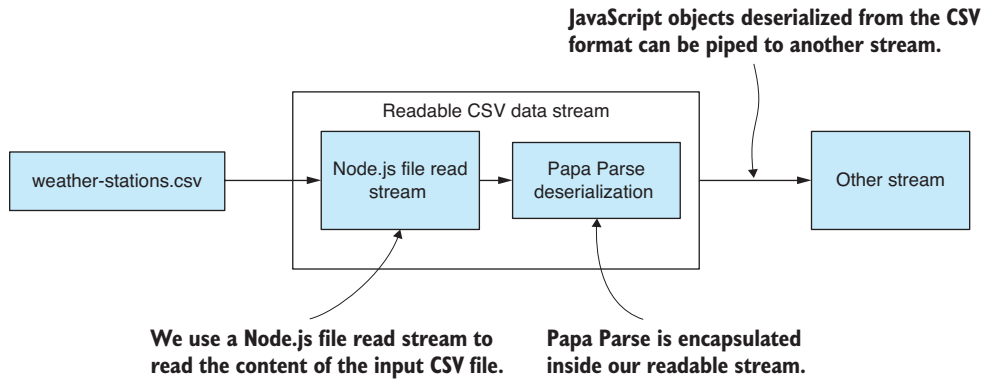 JavaScript objects deserialized from the CSV
format can be piped to another stream.
Readable CSV data stream
weather-stations.csv
Node.js file read
stream
Papa Parse
deserialization
Other stream
We use a Node.js file read stream to
read the content of the input CSV file.
Papa Parse is encapsulated
inside our readable stream.